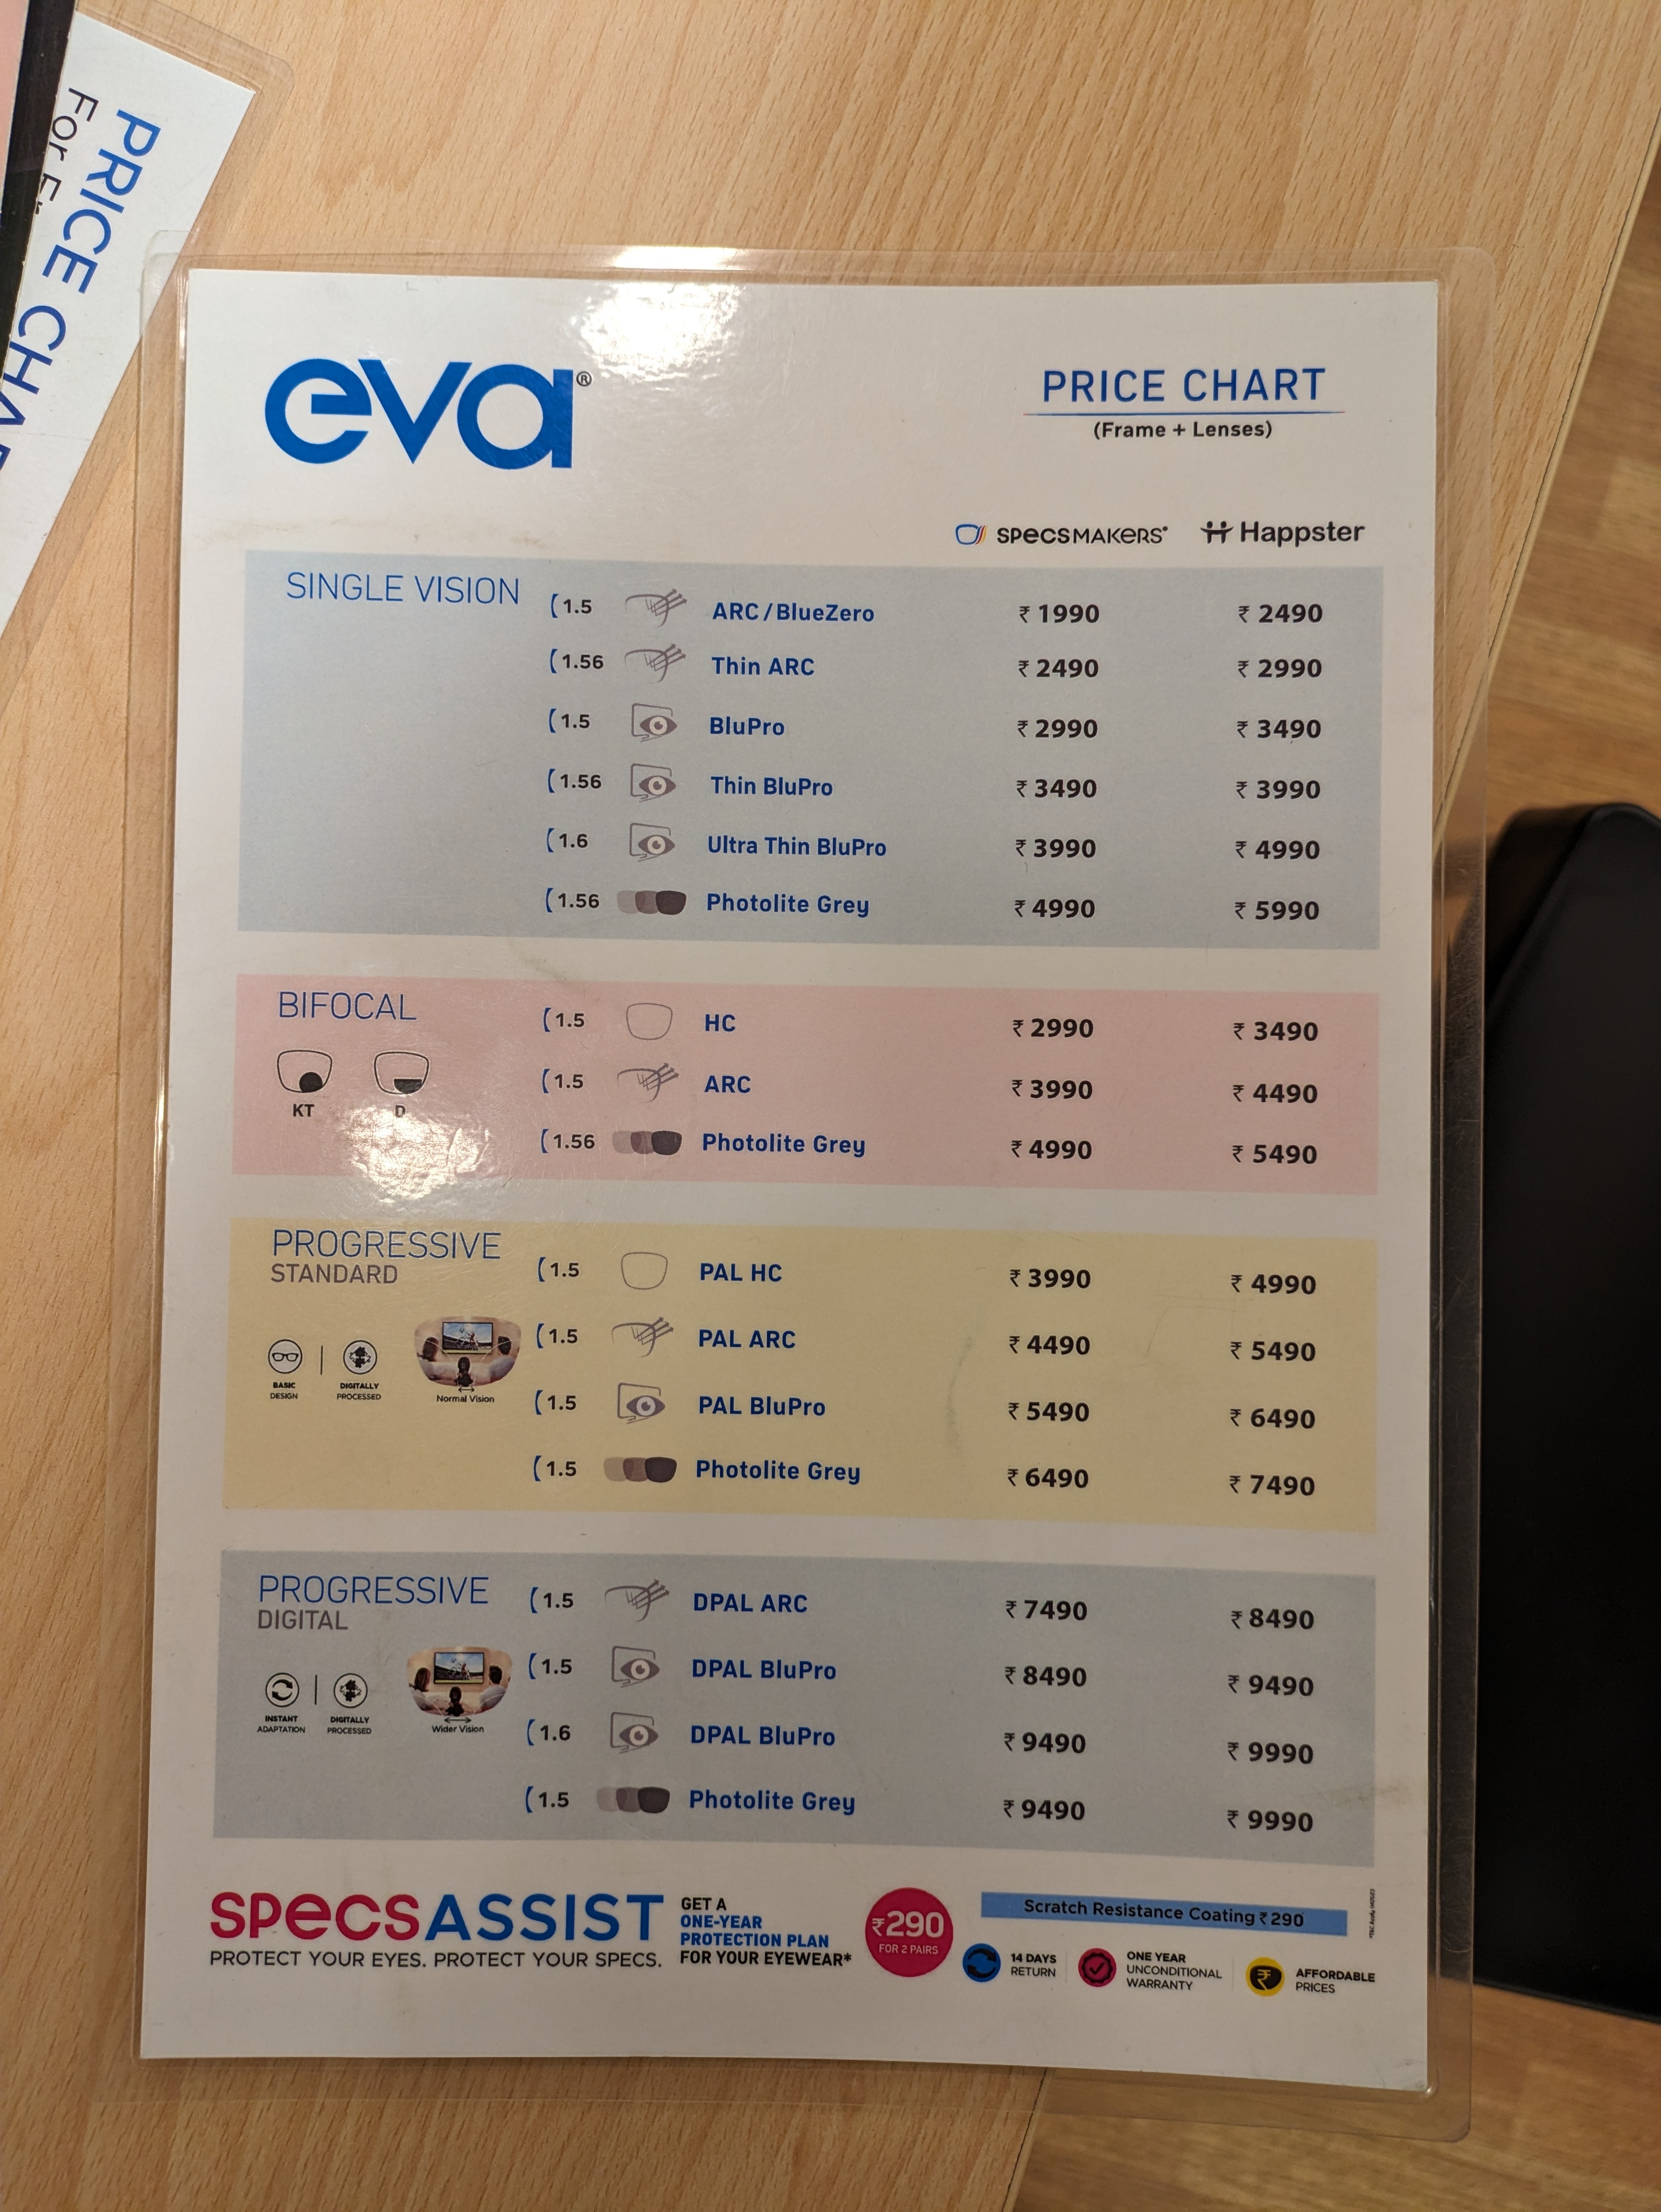 PRICE CHA
For
eva®
PRICE CHART
(Frame + Lenses)
SPECSMAKERS® Happster
SINGLE VISION
1.5 ARC/BlueZero ₹ 1990 ₹ 2490
1.56 Thin ARC ₹ 2490 ₹ 2990
1.5 BluPro ₹ 2990 ₹ 3490
1.56 Thin BluPro ₹ 3490 ₹ 3990
1.6 Ultra Thin BluPro ₹ 3990 ₹ 4990
1.56 Photolite Grey ₹ 4990 ₹ 5990
BIFOCAL
KT D
1.5 HC ₹ 2990 ₹ 3490
1.5 ARC ₹ 3990 ₹ 4490
1.56 Photolite Grey ₹ 4990 ₹ 5490
PROGRESSIVE
STANDARD
BASIC DESIGN
DIGITALLY PROCESSED
Normal Vision
1.5 PAL HC ₹ 3990 ₹ 4990
1.5 PAL ARC ₹ 4490 ₹ 5490
1.5 PAL BluPro ₹ 5490 ₹ 6490
1.5 Photolite Grey ₹ 6490 ₹ 7490
PROGRESSIVE
DIGITAL
INSTANT ADAPTATION
DIGITALLY PROCESSED
Wider Vision
1.5 DPAL ARC ₹ 7490 ₹ 8490
1.5 DPAL BluPro ₹ 8490 ₹ 9490
1.6 DPAL BluPro ₹ 9490 ₹ 9990
1.5 Photolite Grey ₹ 9490 ₹ 9990
SPECSASSIST
PROTECT YOUR EYES. PROTECT YOUR SPECS.
GET A
ONE-YEAR
PROTECTION PLAN
FOR YOUR EYEWEAR*
₹290
FOR 2 PAIRS
Scratch Resistance Coating ₹ 290
14 DAYS
RETURN
ONE YEAR
UNCONDITIONAL
WARRANTY
AFFORDABLE
PRICES